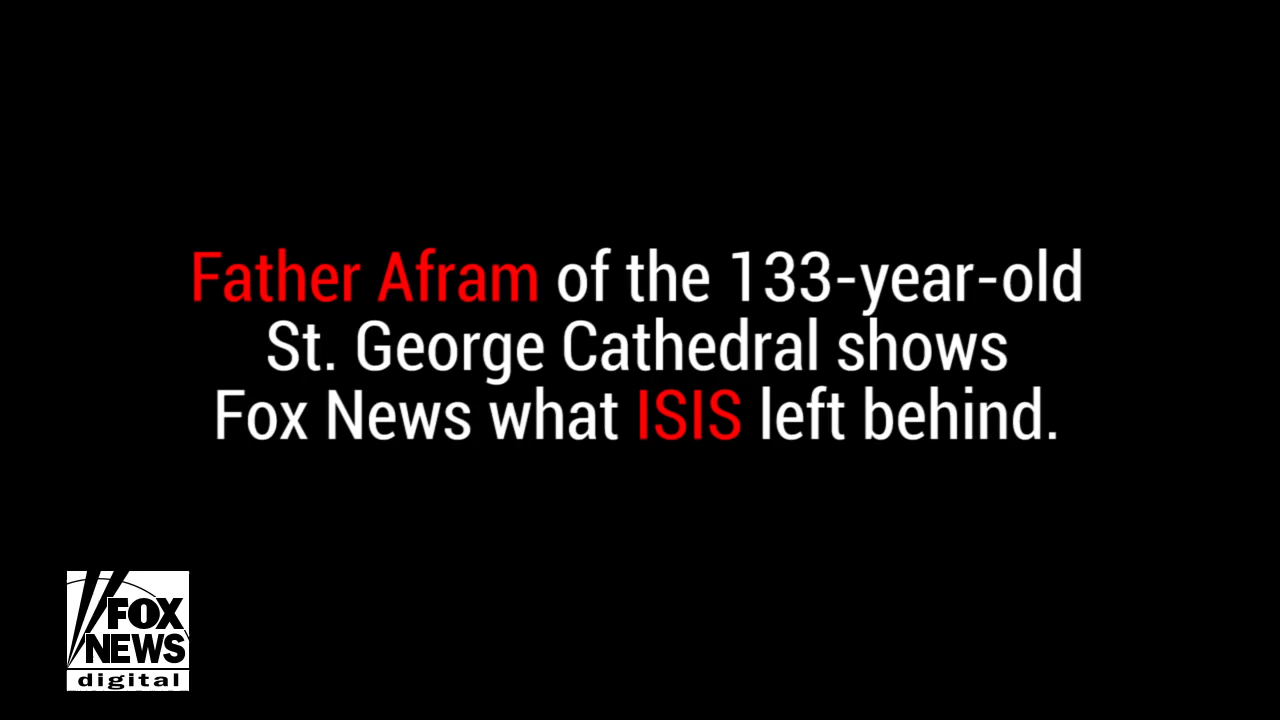 Father Afram of the 133-year-old
St. George Cathedral shows
Fox News what ISIS left behind.
FOX
NEWS
digital